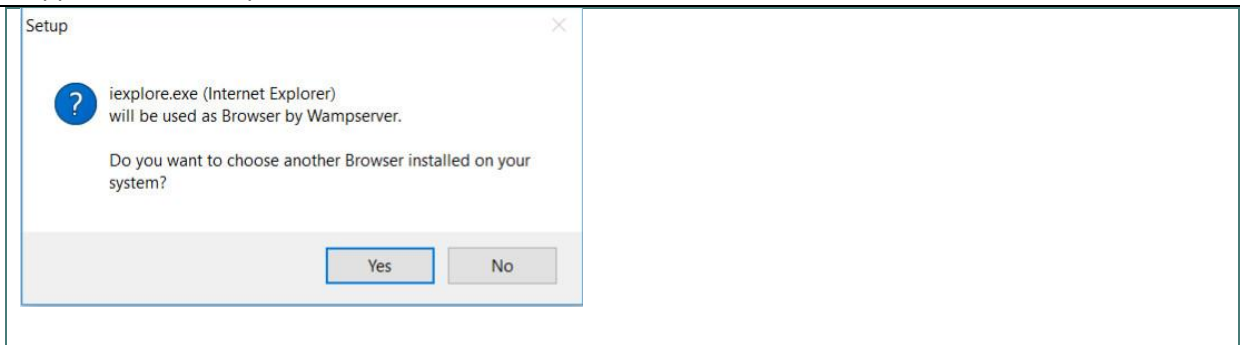 Setup
iexplore.exe (Internet Explorer)
will be used as Browser by Wampserver.
Do you want to choose another Browser installed on your
system?
Yes
No